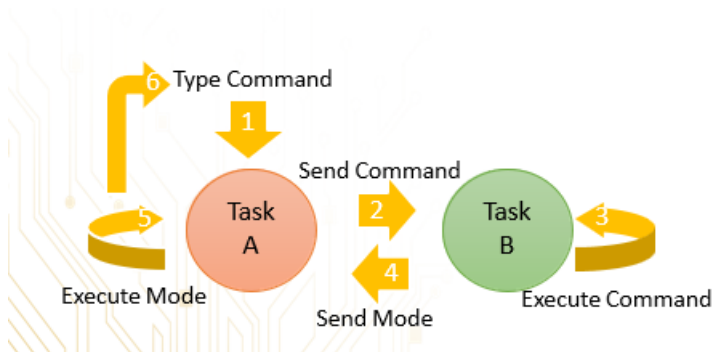 6
Type Command
1
Send Command
Task
A
2
Task
B
3
5
4
Execute Mode
Send Mode
Execute Command